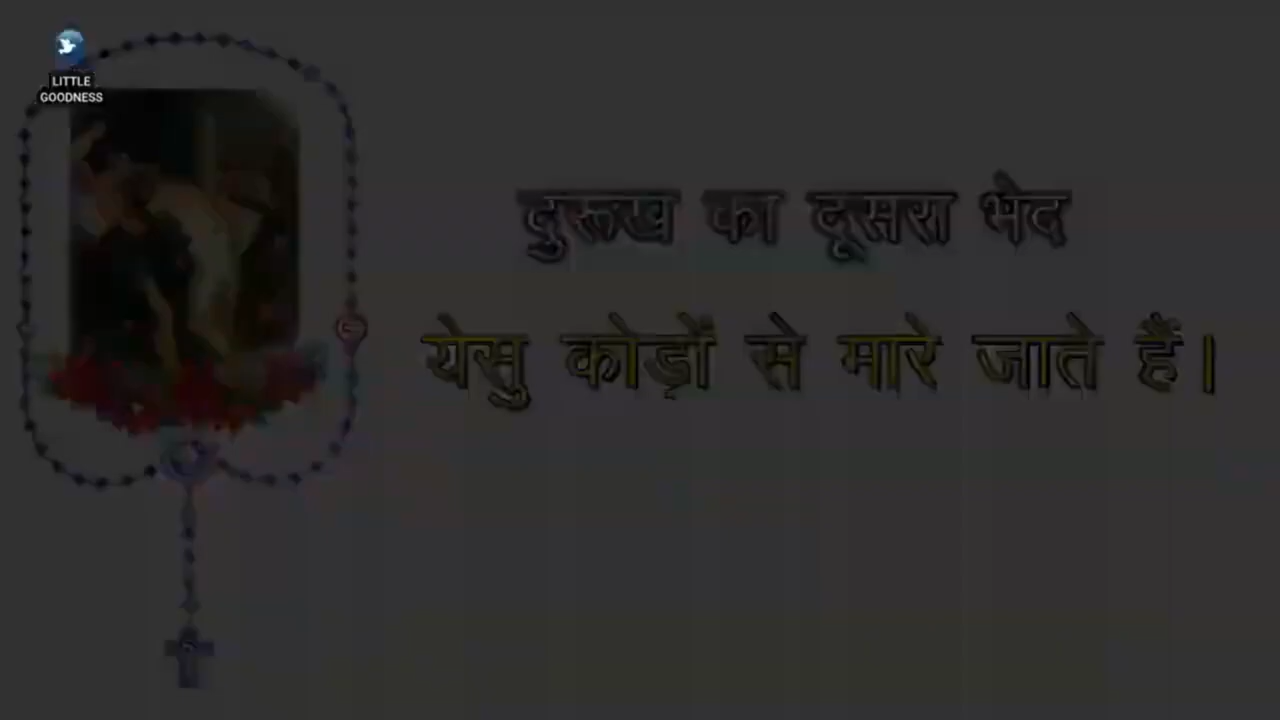 LITTLE
GOODNESS
दुरूख का दूसरा भेद
येसु कोड़ों से मारे जाते हैं।